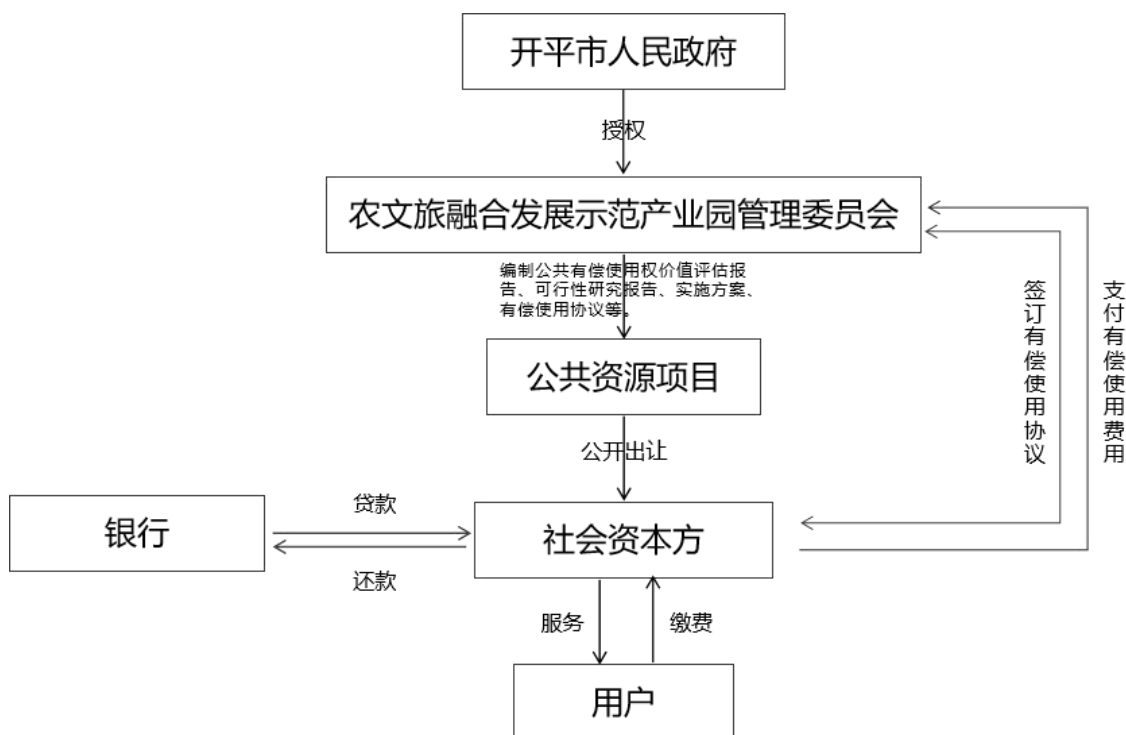 开平市人民政府
授权
农文旅融合发展示范产业园管理委员会
编制公共有偿使用权价值评估报
告、可行性研究报告、实施方案、
有偿使用协议等。
签订有偿使用协议
支付有偿使用费用
公共资源项目
公开出让
银行
贷款
还款
社会资本方
服务
缴费
用户